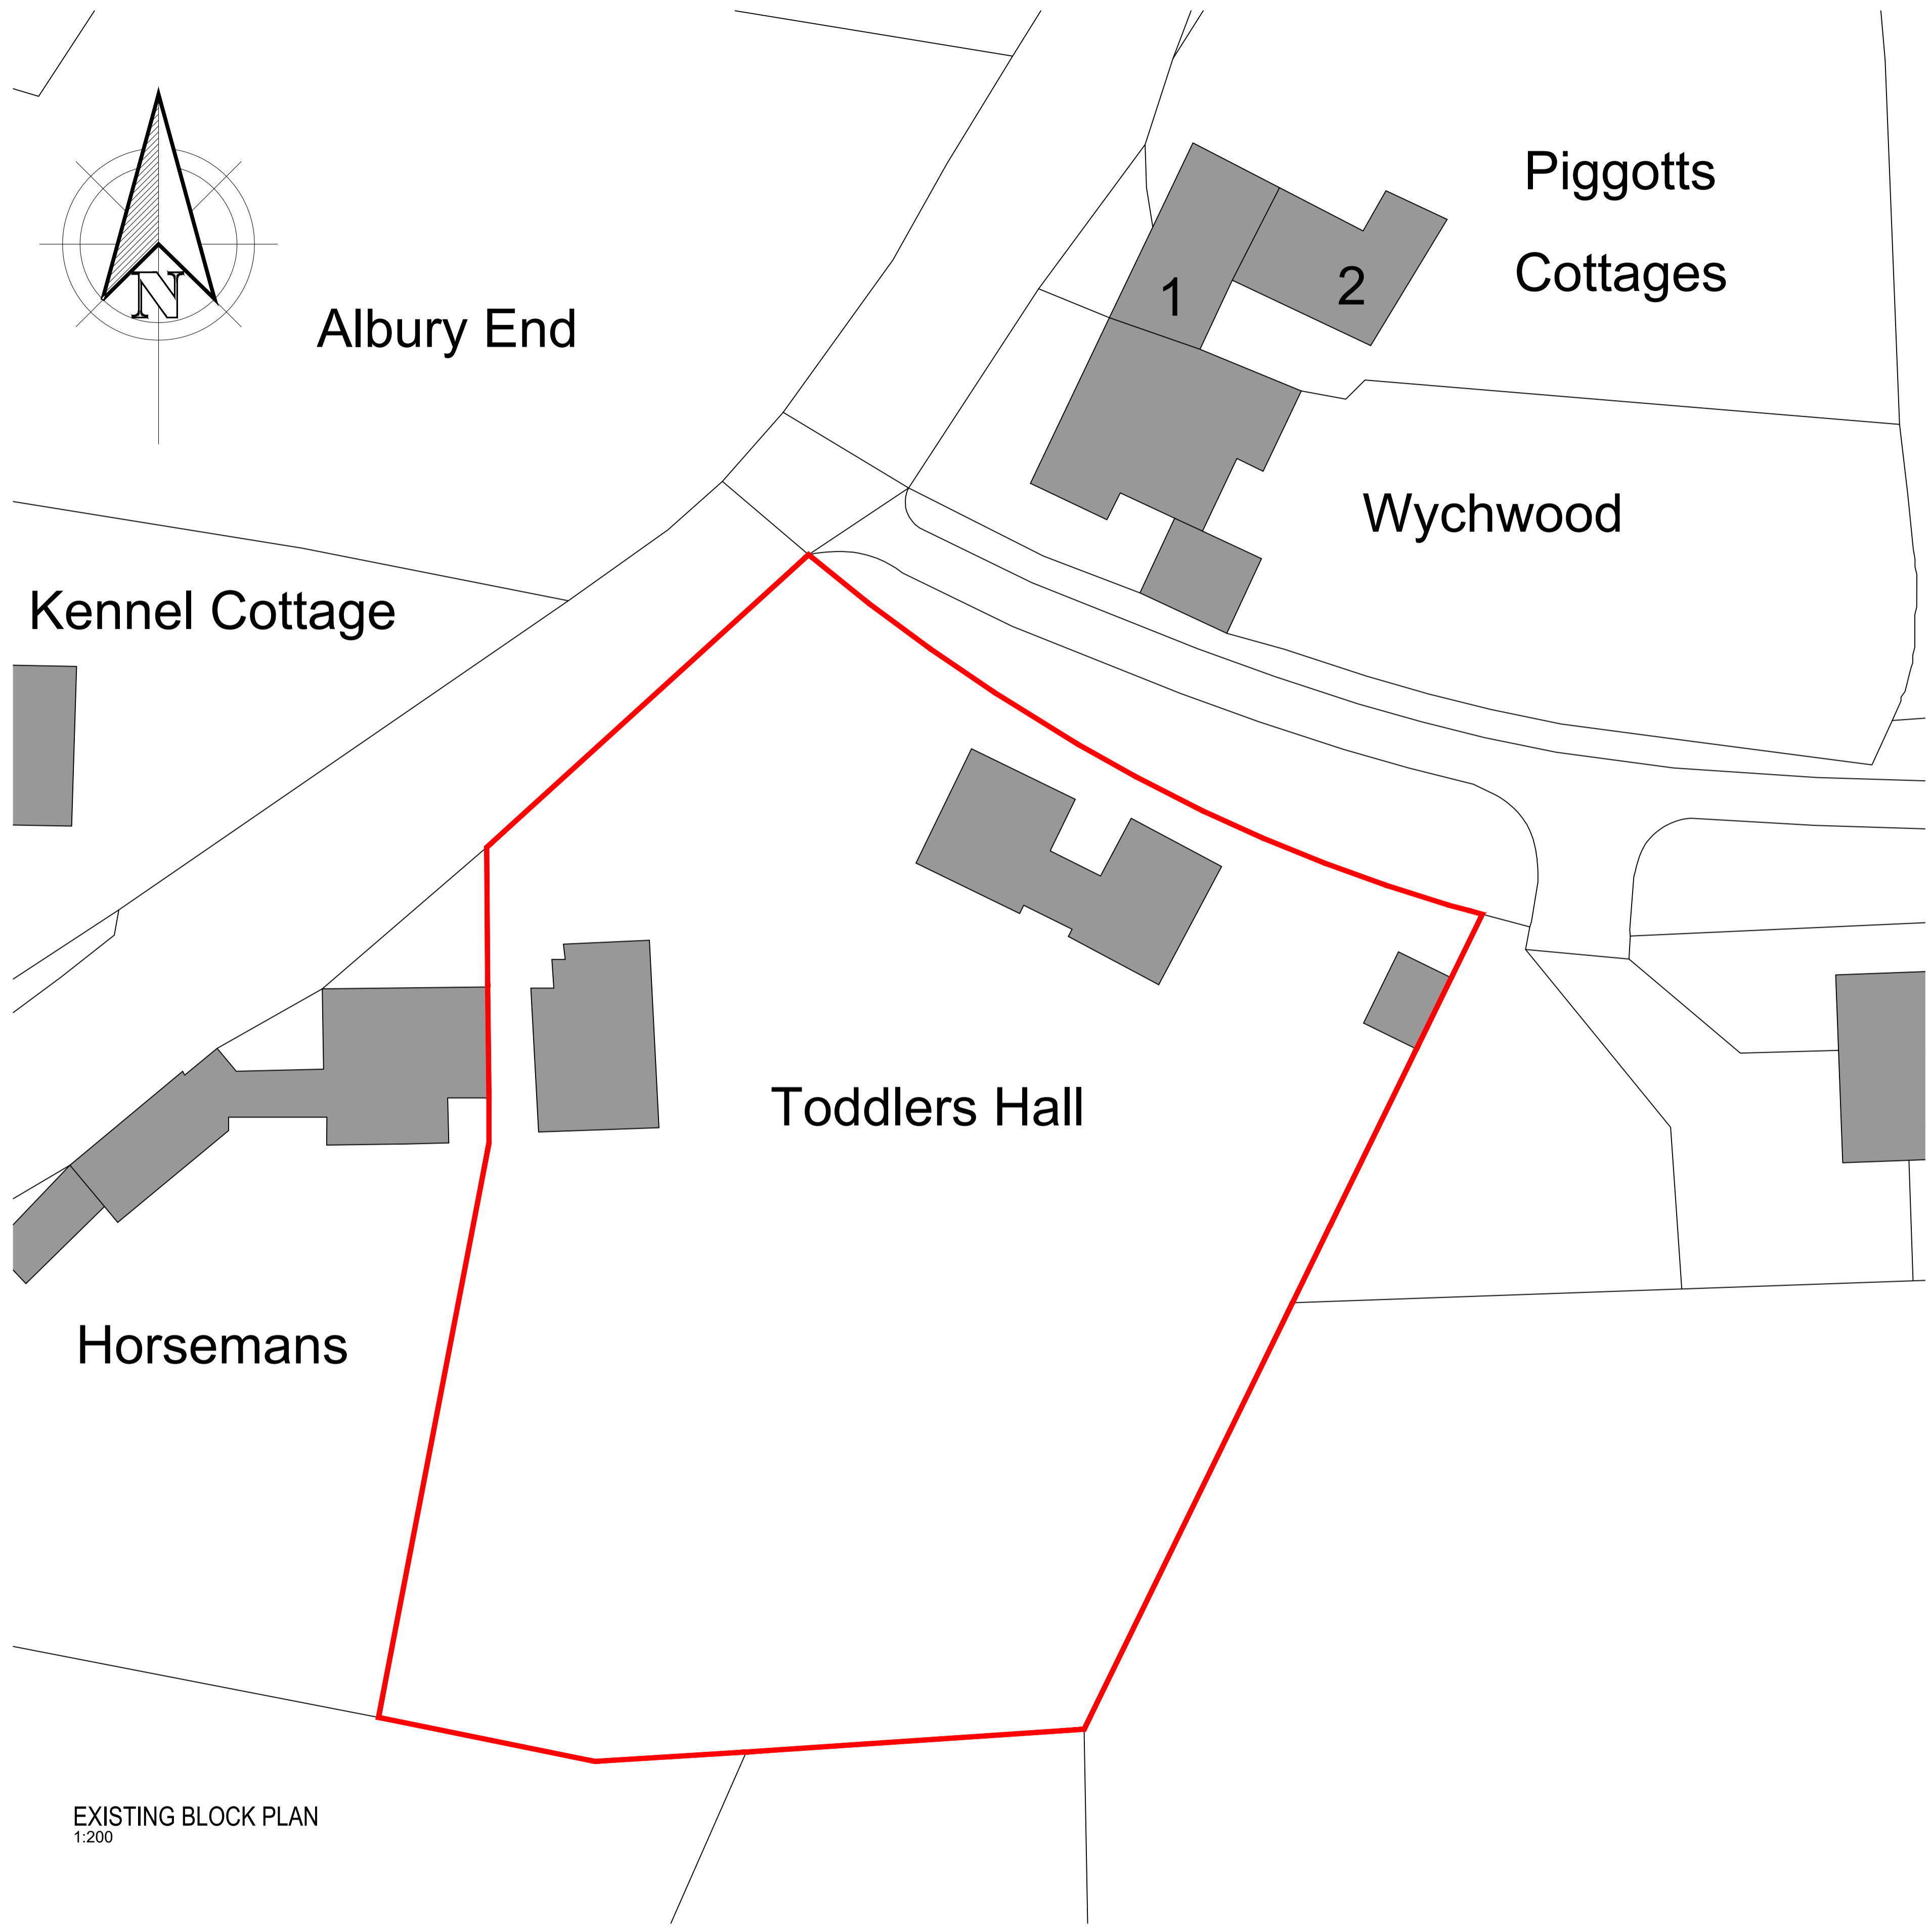 Piggotts
Cottages
1
2
N
Albury End
Wychwood
Kennel Cottage
Toddlers Hall
Horsemans
EXISTING BLOCK PLAN
1:200